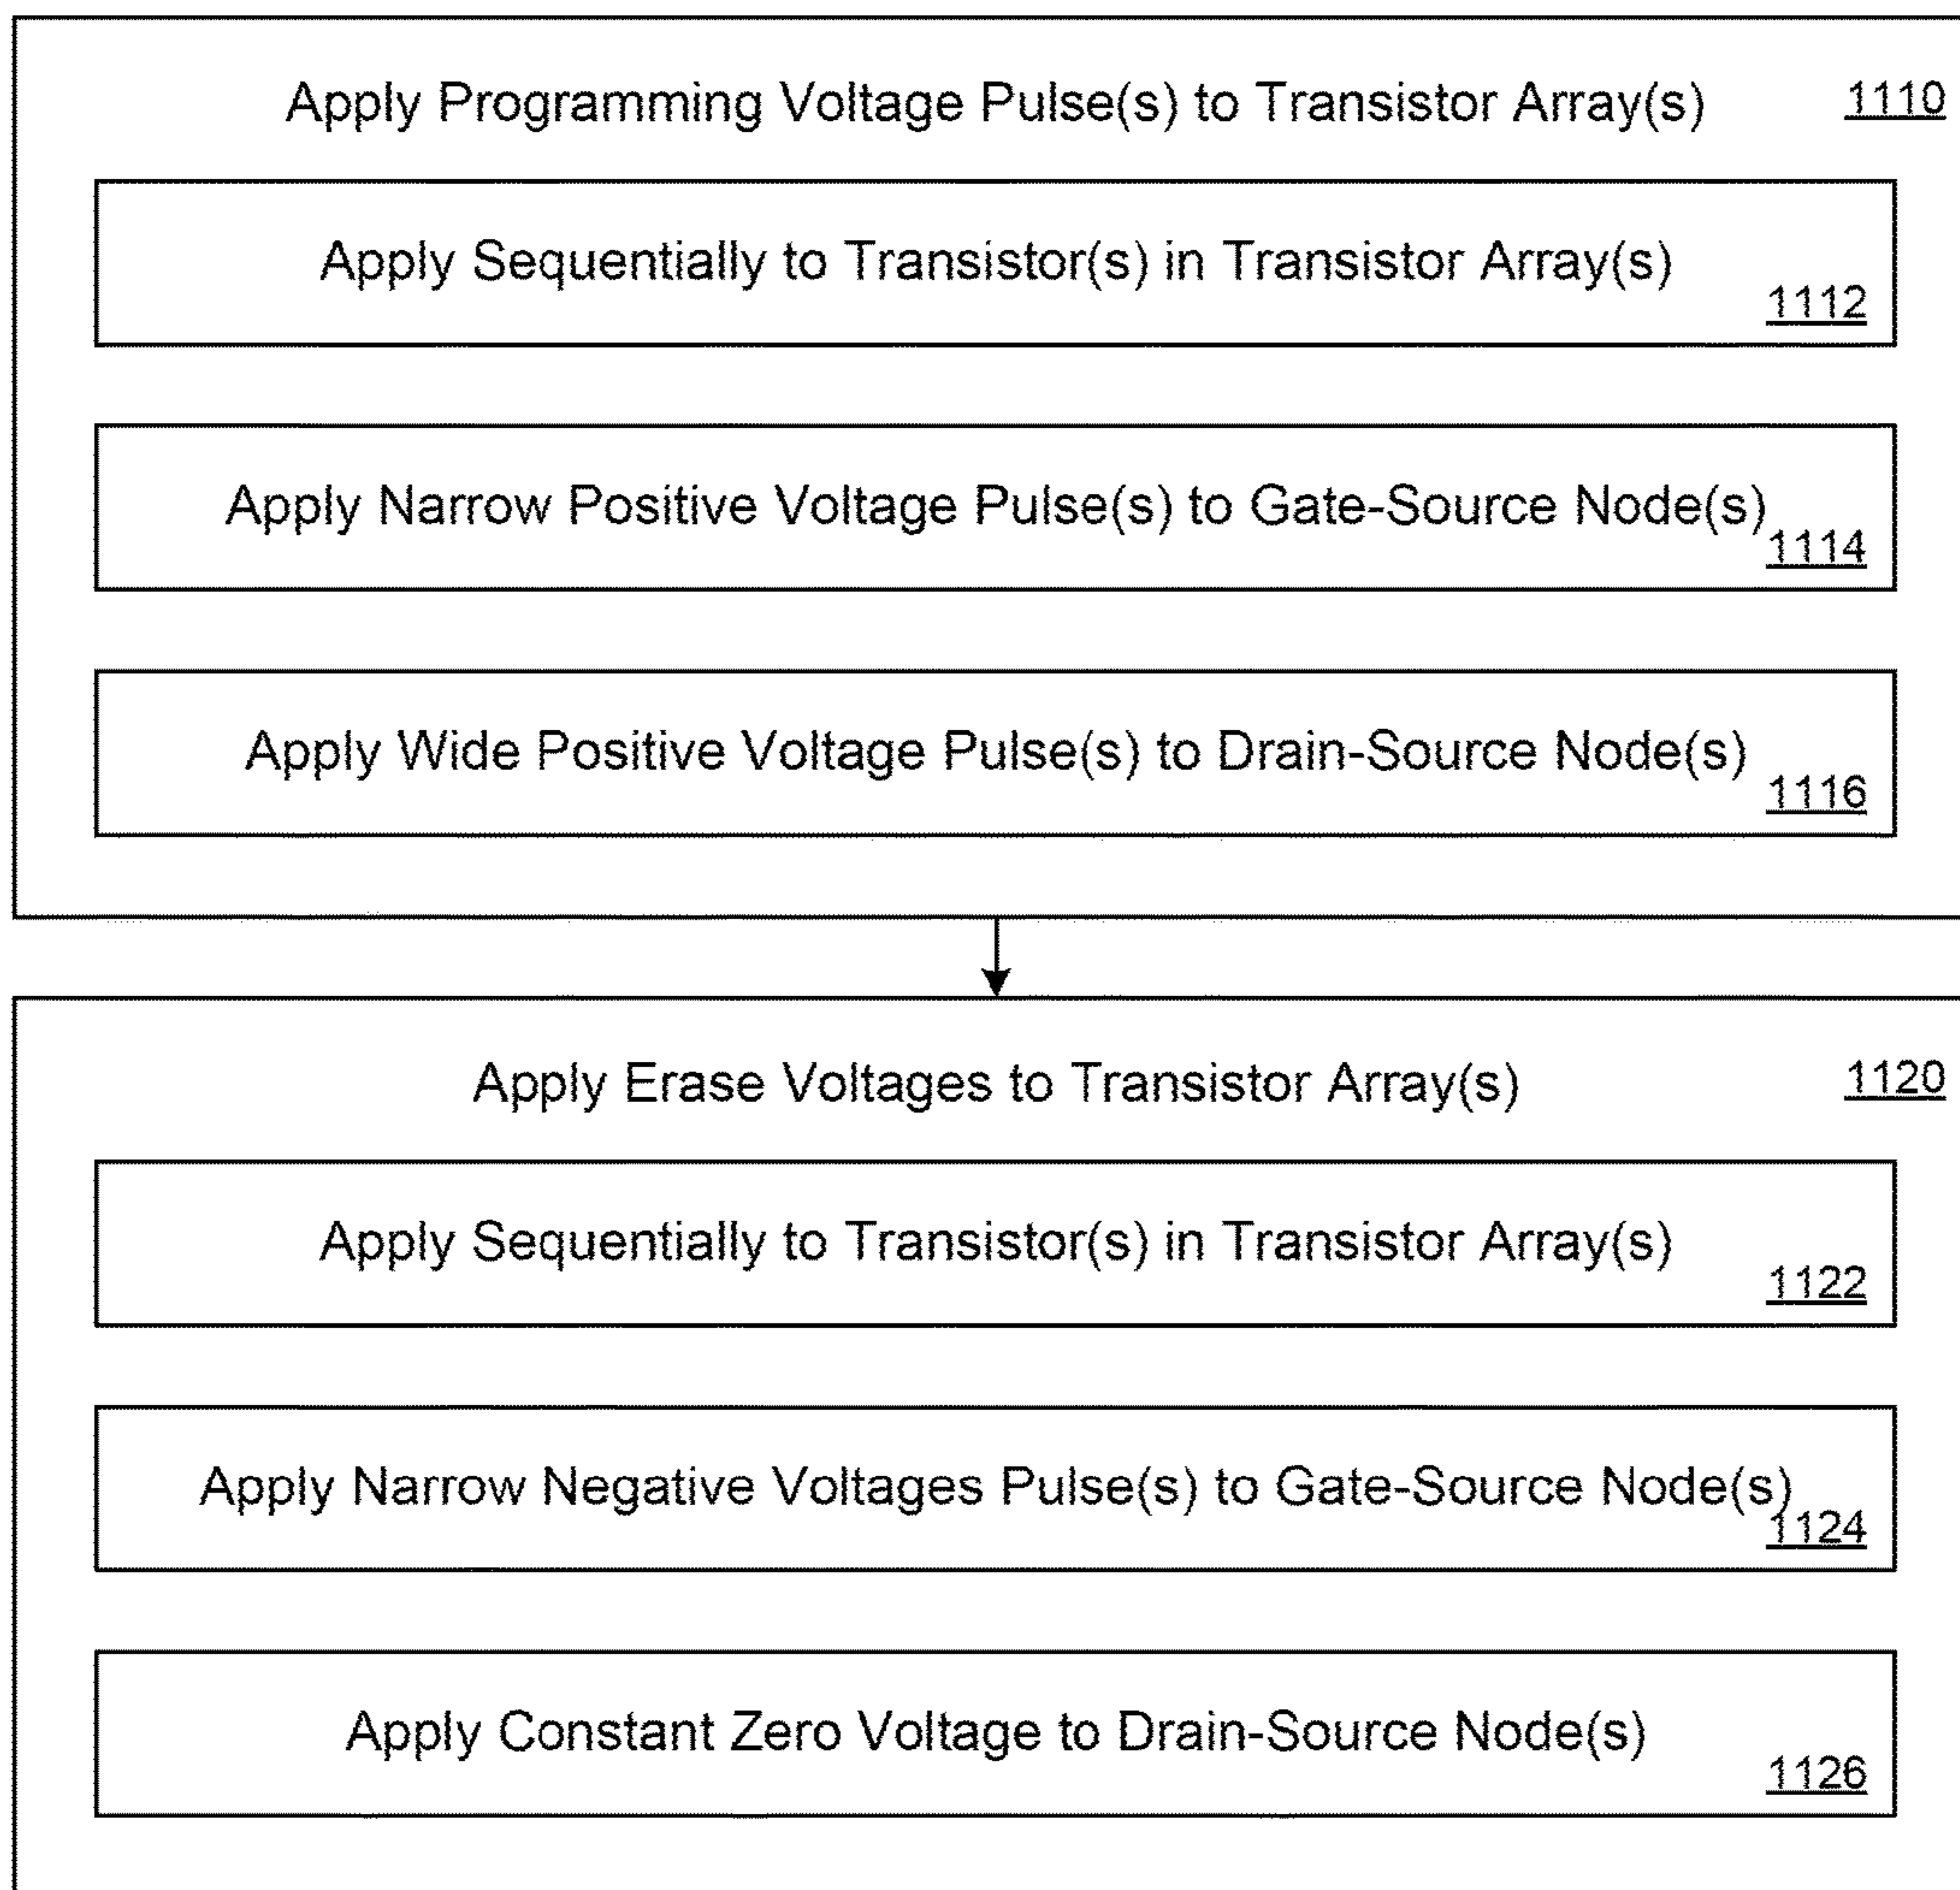 Apply Programming Voltage Pulse(s) to Transistor Array(s) 1110
Apply Sequentially to Transistor(s) in Transistor Array(s)
1112
Apply Narrow Positive Voltage Pulse(s) to Gate-Source Node(s)
1114
Apply Wide Positive Voltage Pulse(s) to Drain-Source Node(s)
1116
Apply Erase Voltages to Transistor Array(s) 1120
Apply Sequentially to Transistor(s) in Transistor Array(s)
1122
Apply Narrow Negative Voltages Pulse(s) to Gate-Source Node(s)
1124
Apply Constant Zero Voltage to Drain-Source Node(s)
1126